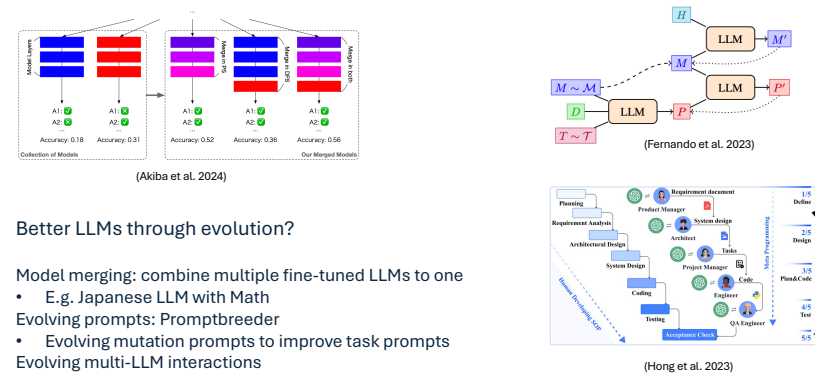 ...
Model Layers
Merge in PS
Merge in DFS
Merge in both
A1: ✅ A1: ❎ A1: ✅ A1: ✅ A1: ❎
A2: ❎ A2: ✅ A2: ✅ A2: ✅ A2: ✅
... ... ... ... ...
Accuracy: 0.18 Accuracy: 0.31 Accuracy: 0.52 Accuracy: 0.36 Accuracy: 0.56
Collection of Models Our Merged Models
(Akiba et al. 2024)
H
LLM
M′
M
M ∼ ℳ
LLM
P′
D
LLM
P
T ∼ 𝒯
(Fernando et al. 2023)
Better LLMs through evolution?
Model merging: combine multiple fine-tuned LLMs to one
• E.g. Japanese LLM with Math
Evolving prompts: Promptbreeder
• Evolving mutation prompts to improve task prompts
Evolving multi-LLM interactions
Planning
Requirement Analysis
Architectural Design
System Design
Coding
Testing
Acceptance Check
Human Developing SOP
Requirement document
Product Manager
System design
Architect
Tasks
Project Manager
Code
Engineer
QA Engineer
Meta Programming
1/5
Define
2/5
Design
3/5
Plan&Code
4/5
Test
5/5
(Hong et al. 2023)